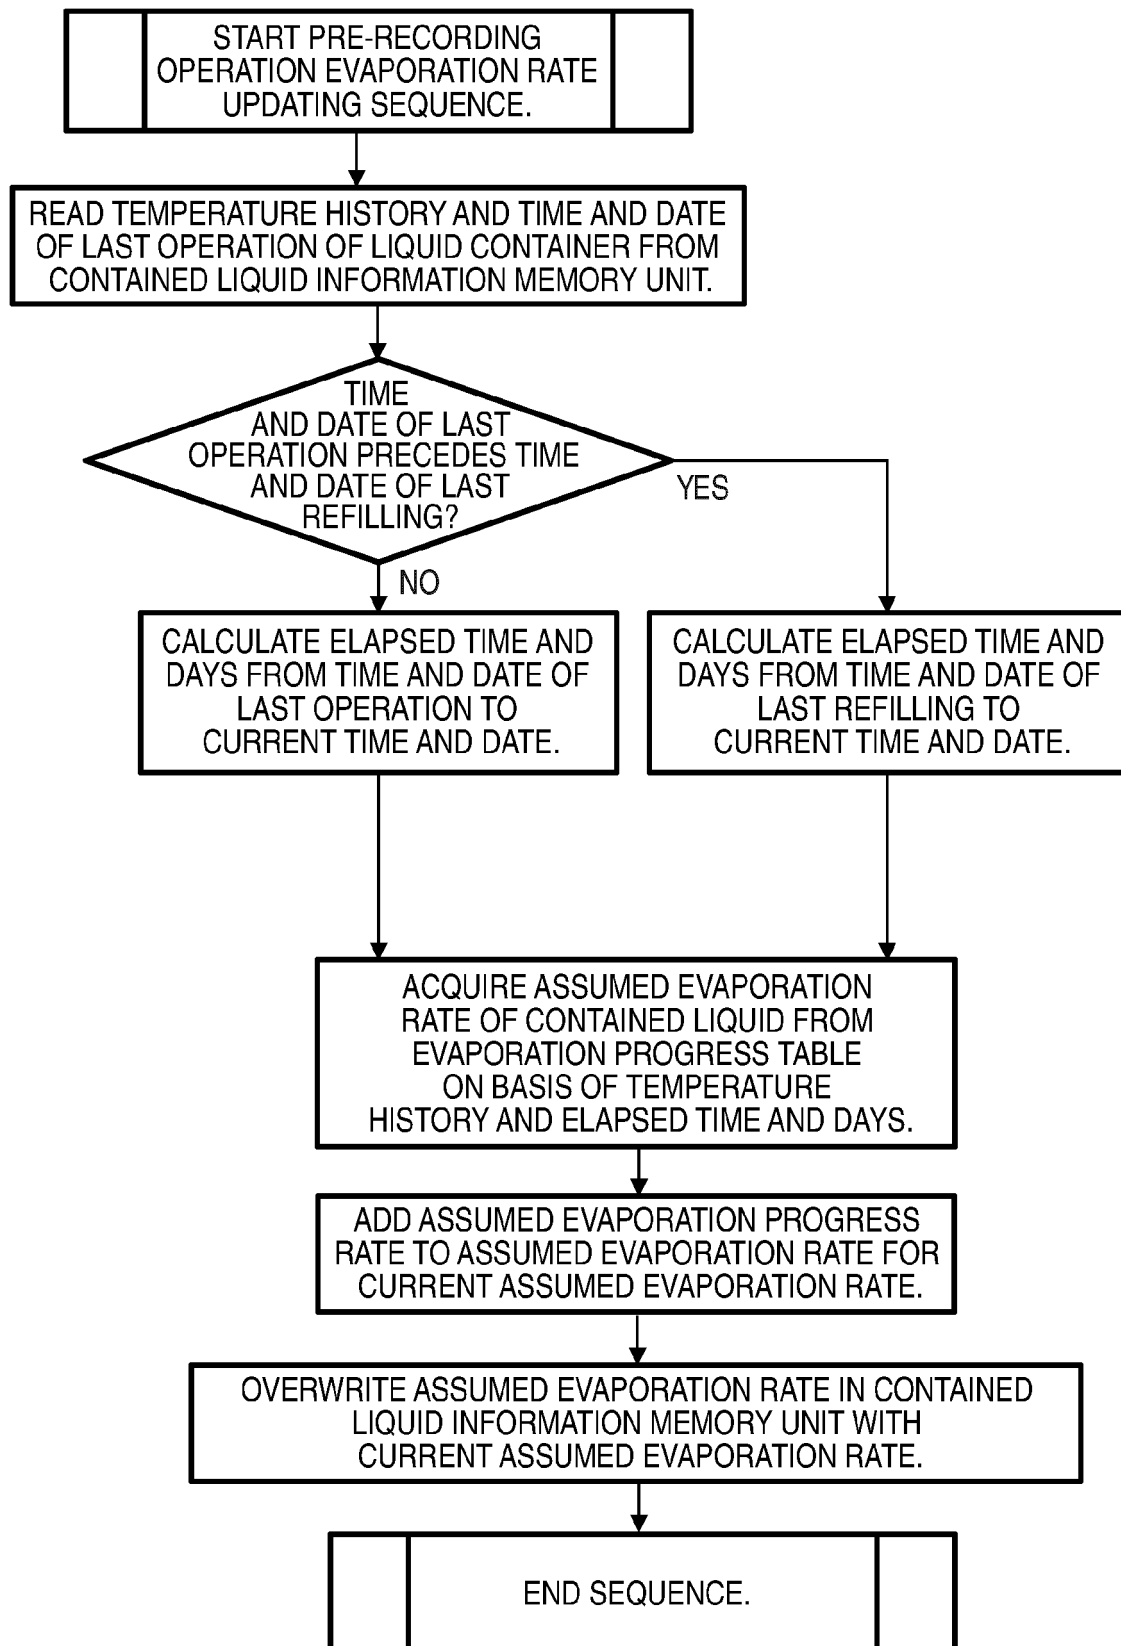 START PRE-RECORDING
OPERATION EVAPORATION RATE
UPDATING SEQUENCE.
READ TEMPERATURE HISTORY AND TIME AND DATE
OF LAST OPERATION OF LIQUID CONTAINER FROM
CONTAINED LIQUID INFORMATION MEMORY UNIT.
TIME
AND DATE OF LAST
OPERATION PRECEDES TIME
AND DATE OF LAST
REFILLING?
YES
NO
CALCULATE ELAPSED TIME AND
DAYS FROM TIME AND DATE OF
LAST OPERATION TO
CURRENT TIME AND DATE.
CALCULATE ELAPSED TIME AND
DAYS FROM TIME AND DATE OF
LAST REFILLING TO
CURRENT TIME AND DATE.
ACQUIRE ASSUMED EVAPORATION
RATE OF CONTAINED LIQUID FROM
EVAPORATION PROGRESS TABLE
ON BASIS OF TEMPERATURE
HISTORY AND ELAPSED TIME AND DAYS.
ADD ASSUMED EVAPORATION PROGRESS
RATE TO ASSUMED EVAPORATION RATE FOR
CURRENT ASSUMED EVAPORATION RATE.
OVERWRITE ASSUMED EVAPORATION RATE IN CONTAINED
LIQUID INFORMATION MEMORY UNIT WITH
CURRENT ASSUMED EVAPORATION RATE.
END SEQUENCE.